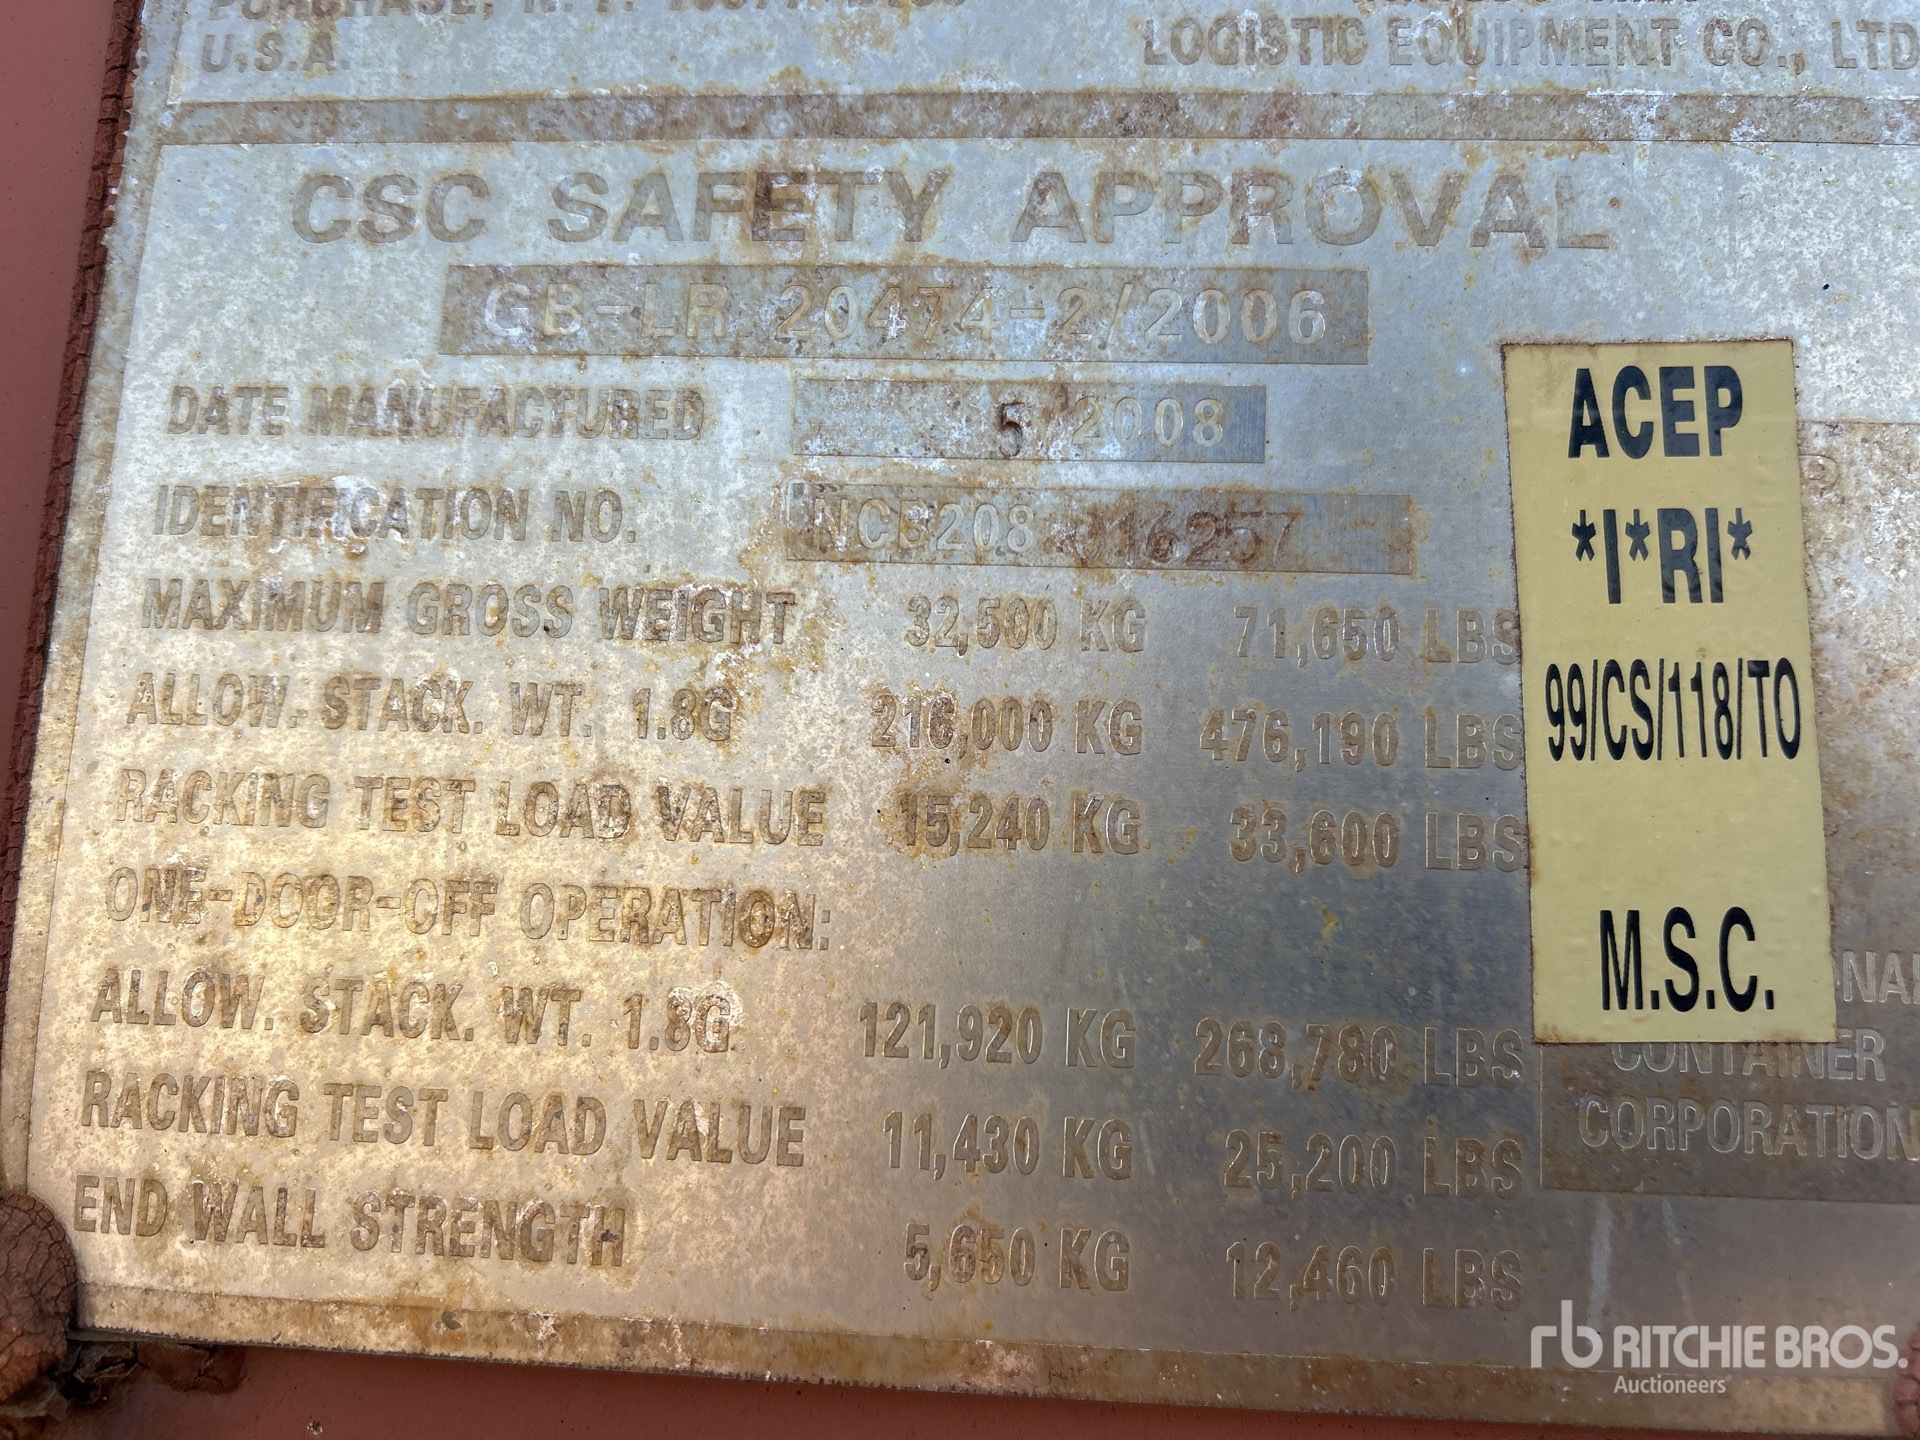 PURCHASE, N.Y.
U.S.A.
LOGISTIC EQUIPMENT CO., LTD
CSC SAFETY APPROVAL
GB-LR 20474-2/2006
DATE MANUFACTURED 5/2008
IDENTIFICATION NO. 016257
MAXIMUM GROSS WEIGHT 32,500 KG 71,650 LBS
ALLOW. STACK. WT. 1.8G 216,000 KG 476,190 LBS
RACKING TEST LOAD VALUE 15,240 KG 33,600 LBS
ONE-DOOR-OFF OPERATION:
ALLOW. STACK. WT. 1.8G 121,920 KG 268,780 LBS
RACKING TEST LOAD VALUE 11,430 KG 25,200 LBS
END WALL STRENGTH 5,650 KG 12,460 LBS
ACEP
*I*RI*
99/CS/118/TO
M.S.C.
CONTAINER
CORPORATION
rb RITCHIE BROS.
Auctioneers